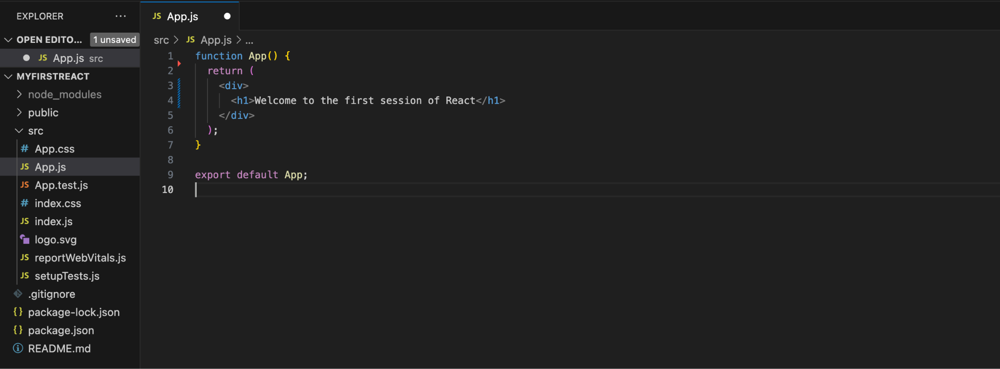 EXPLORER ...
OPEN EDITO... 1 unsaved
JS App.js src
MYFIRSTREACT
node_modules
public
src
# App.css
JS App.js
JS App.test.js
# index.css
JS index.js
logo.svg
JS reportWebVitals.js
JS setupTests.js
.gitignore
{} package-lock.json
{} package.json
README.md
JS App.js
src > JS App.js > ...
1 function App() {
2   return (
3     <div>
4       <h1>Welcome to the first session of React</h1>
5     </div>
6   );
7 }
8
9 export default App;
10